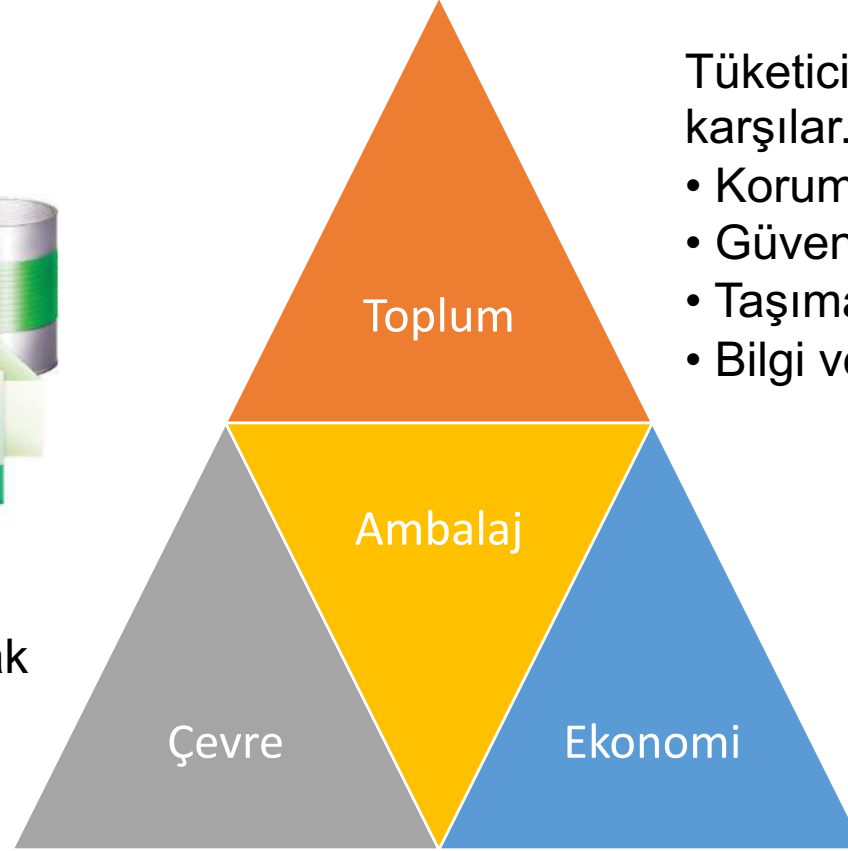 Tüketici
karşılar.
• Korum
• Güven
• Taşıma
• Bilgi ve
Toplum
Ambalaj
ak
Çevre
Ekonomi